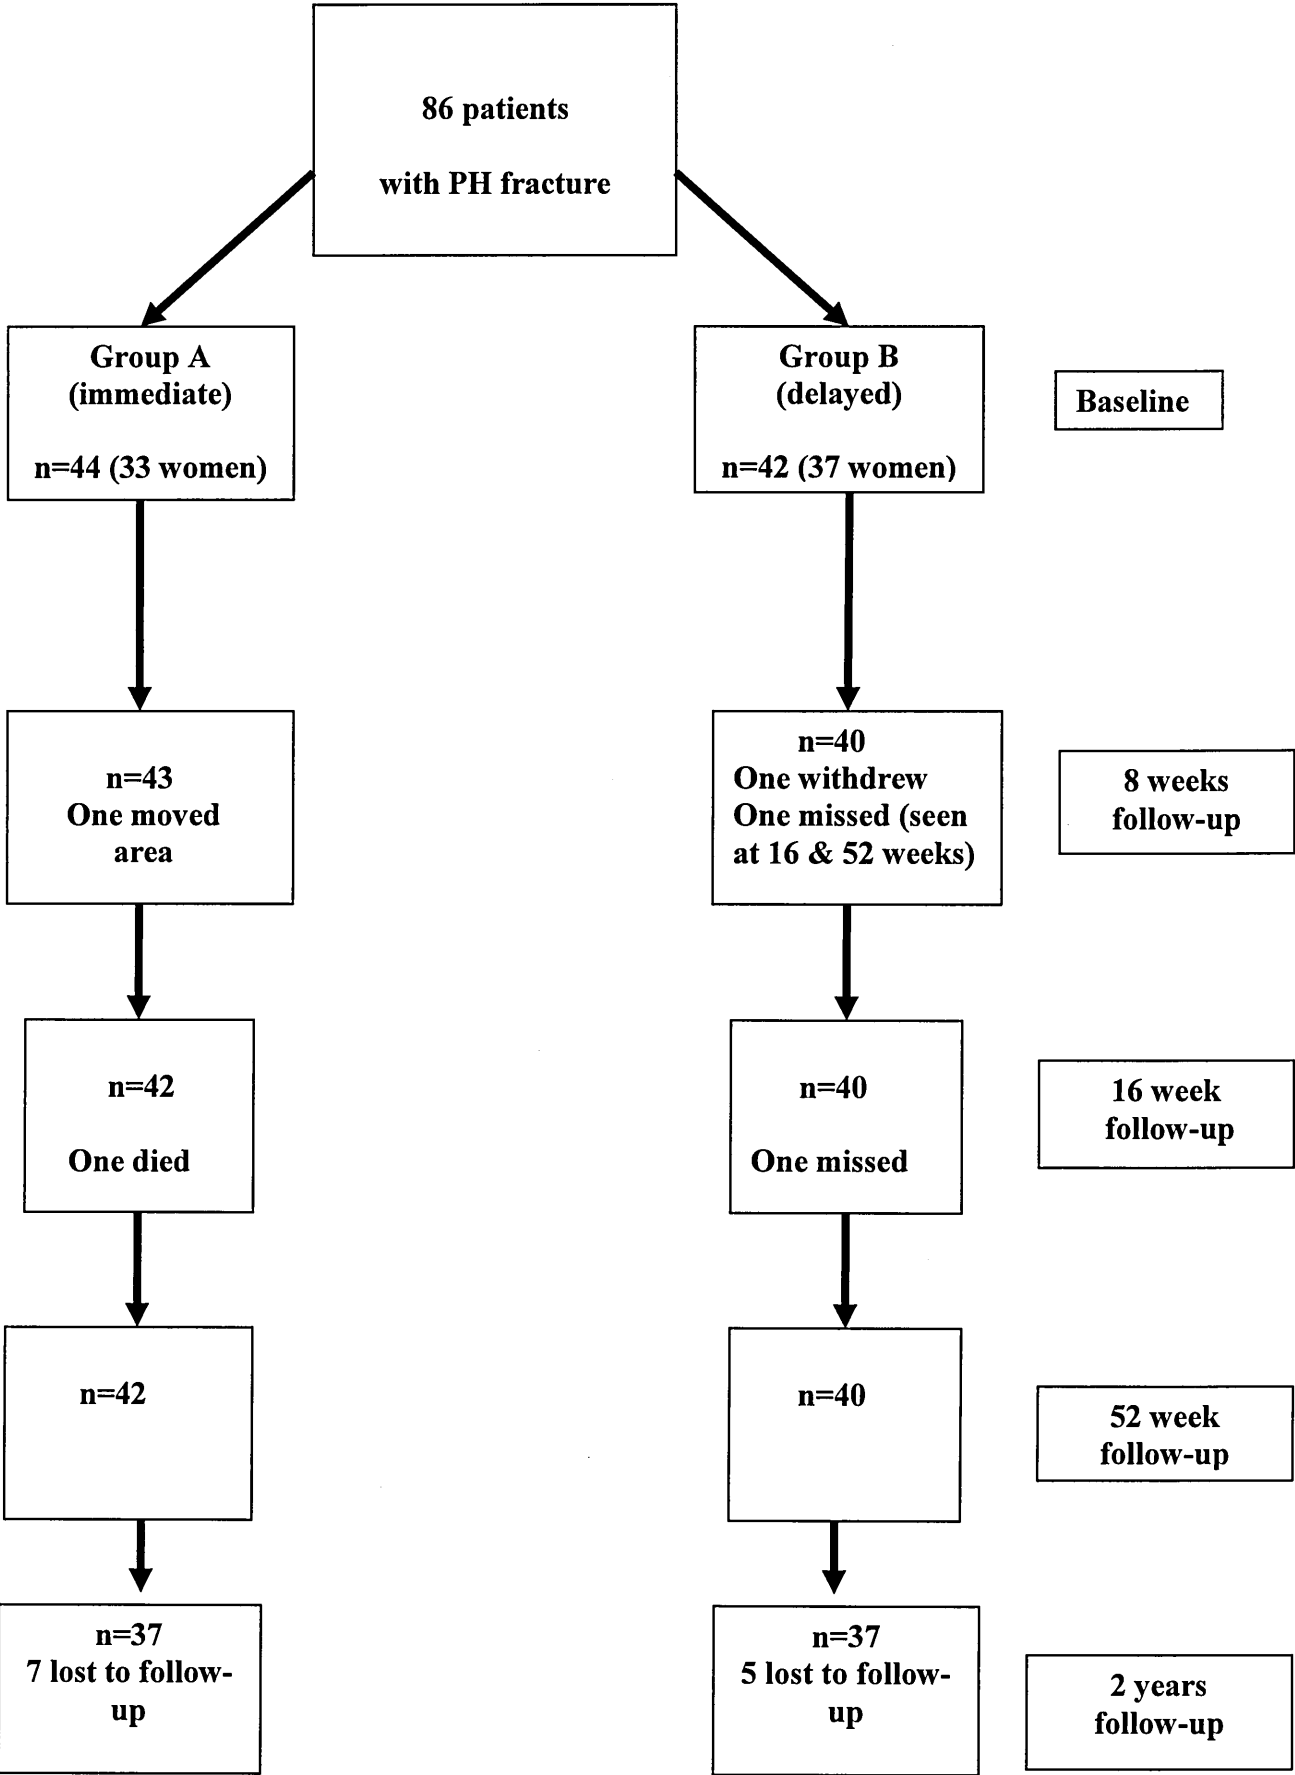 86 patients
with PH fracture
Group A
(immediate)
n=44 (33 women)
Group B
(delayed)
n=42 (37 women)
Baseline
n=43
One moved
area
n=40
One withdrew
One missed (seen
at 16 & 52 weeks)
8 weeks
follow-up
n=42
One died
n=40
One missed
16 week
follow-up
n=42
n=40
52 week
follow-up
n=37
7 lost to follow-
up
n=37
5 lost to follow-
up
2 years
follow-up